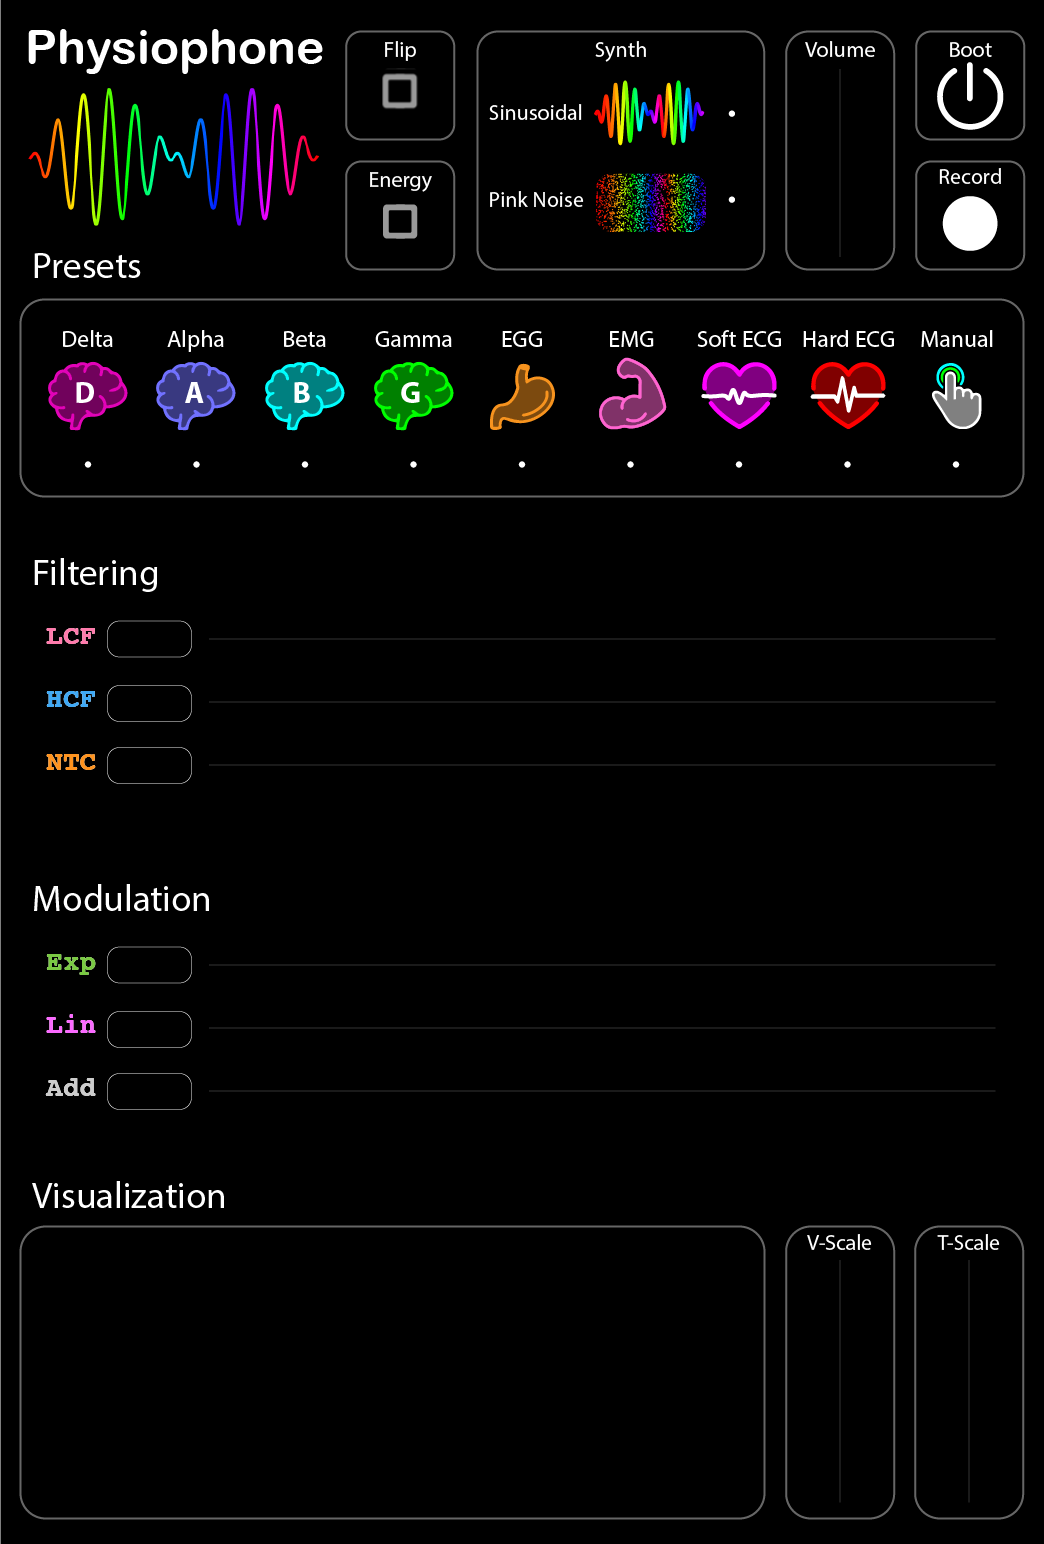 Physiophone
Flip
Synth
Volume
Boot
Sinusoidal
Energy
Pink Noise
Record
Presets
Delta Alpha Beta Gamma EGG EMG Soft ECG Hard ECG Manual
D A B G
Filtering
LCF
HCF
NTC
Modulation
Exp
Lin
Add
Visualization
V-Scale
T-Scale